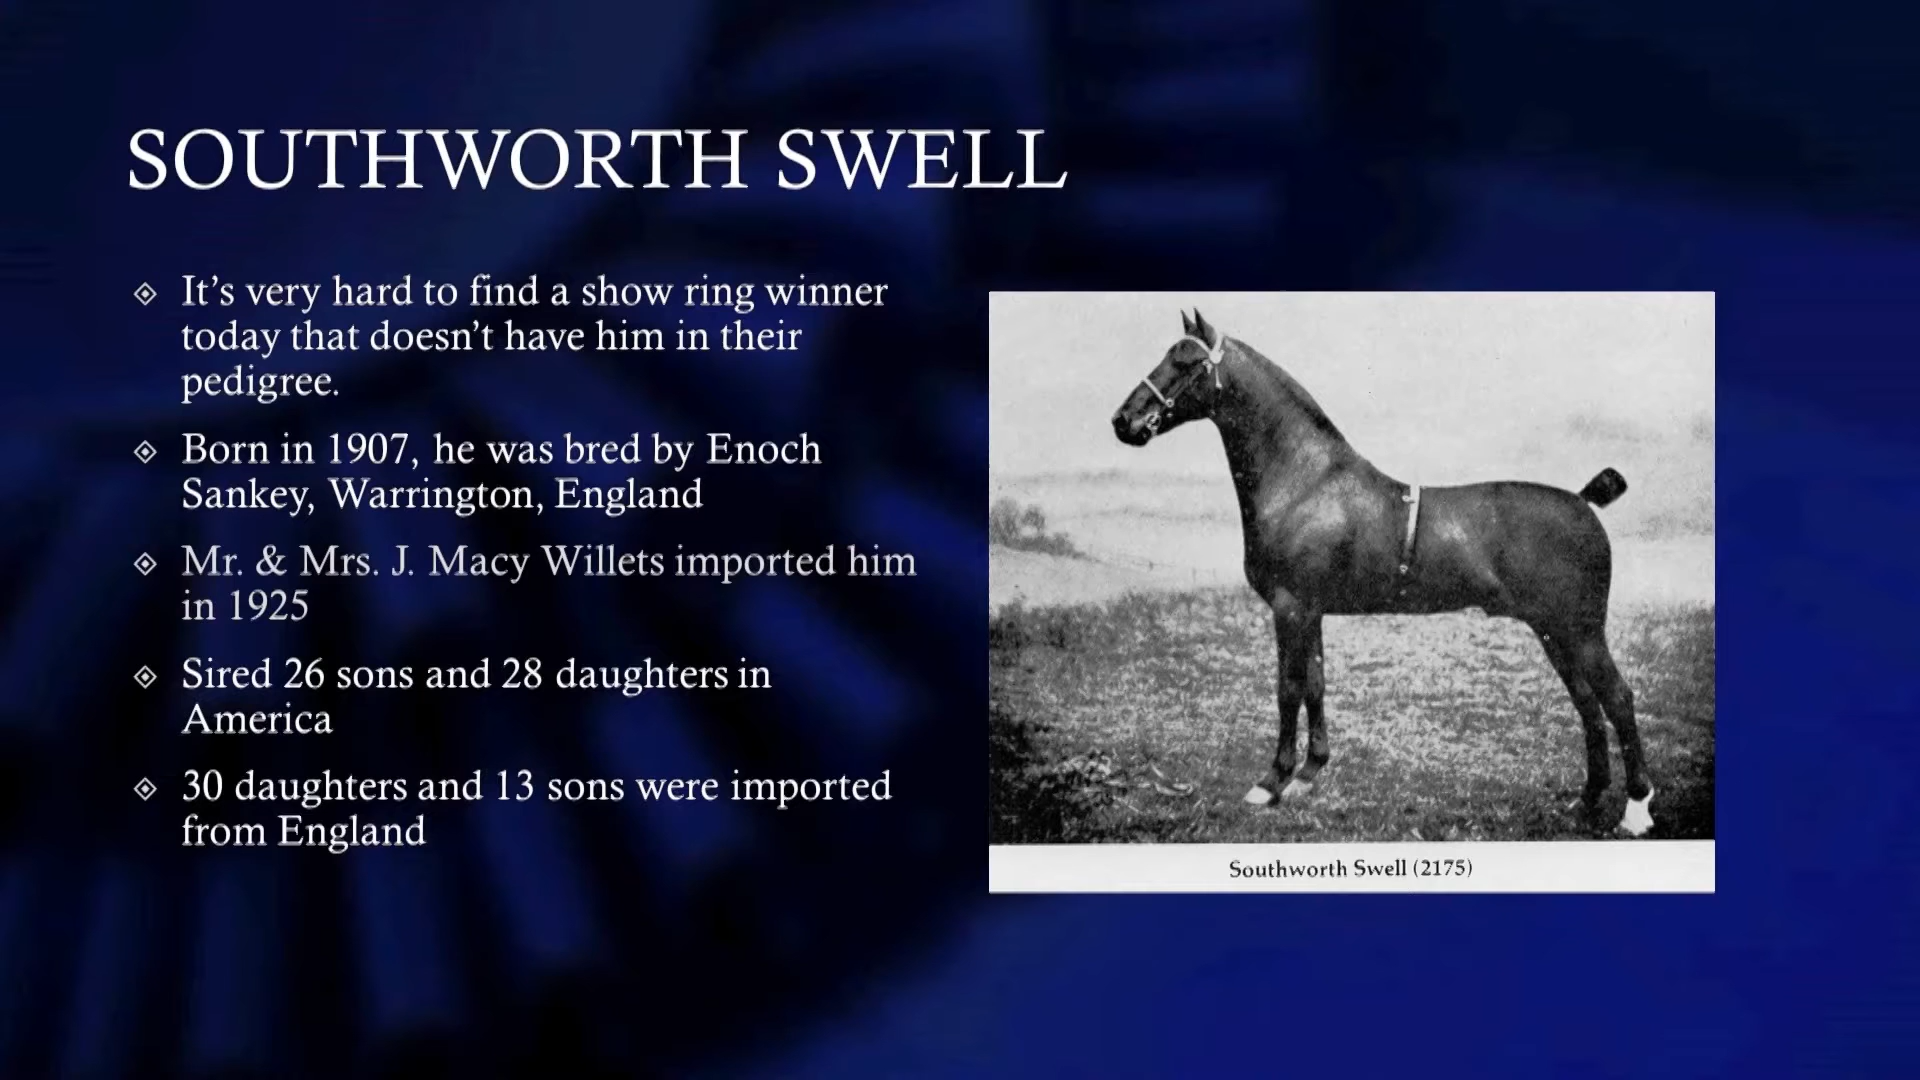 SOUTHWORTH SWELL
It’s very hard to find a show ring winner
today that doesn’t have him in their
pedigree.
Born in 1907, he was bred by Enoch
Sankey, Warrington, England
Mr. & Mrs. J. Macy Willets imported him
in 1925
Sired 26 sons and 28 daughters in
America
30 daughters and 13 sons were imported
from England
Southworth Swell (2175)